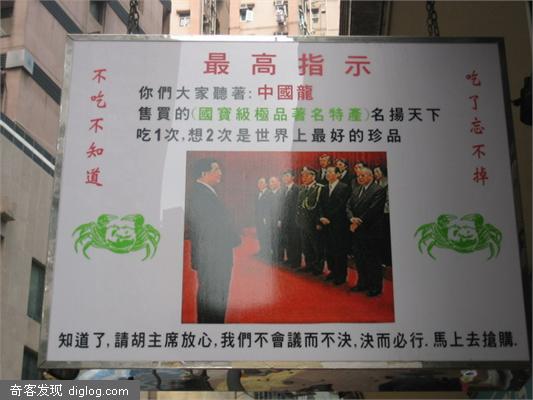 最高指示
不吃不知道
你們大家聽著:中國龍
售買的(國寶級極品著名特產)名揚天下
吃1次,想2次是世界上最好的珍品
吃了忘不掉
知道了,請胡主席放心,我們不會議而不決,決而必行.馬上去搶購.
奇客发现 diglog.com